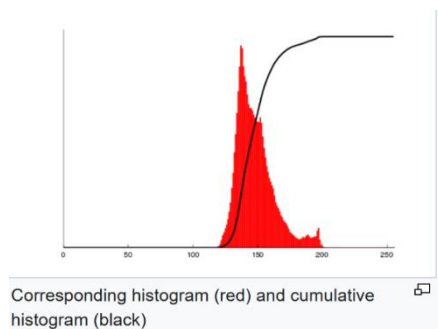 0 50 100 150 200 250
Corresponding histogram (red) and cumulative
histogram (black)